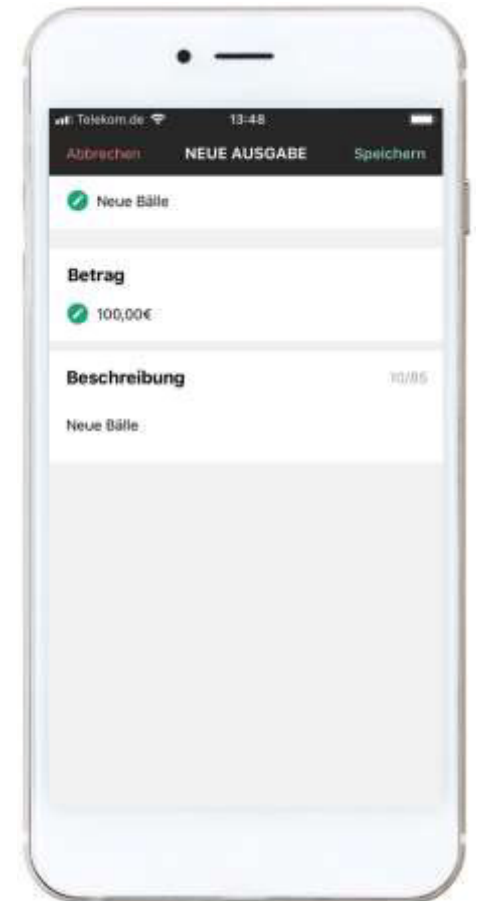 Telekom.de 13:48
Abbrechen NEUE AUSGABE Speichern
Neue Bälle
Betrag
100,00€
Beschreibung 10/85
Neue Bälle